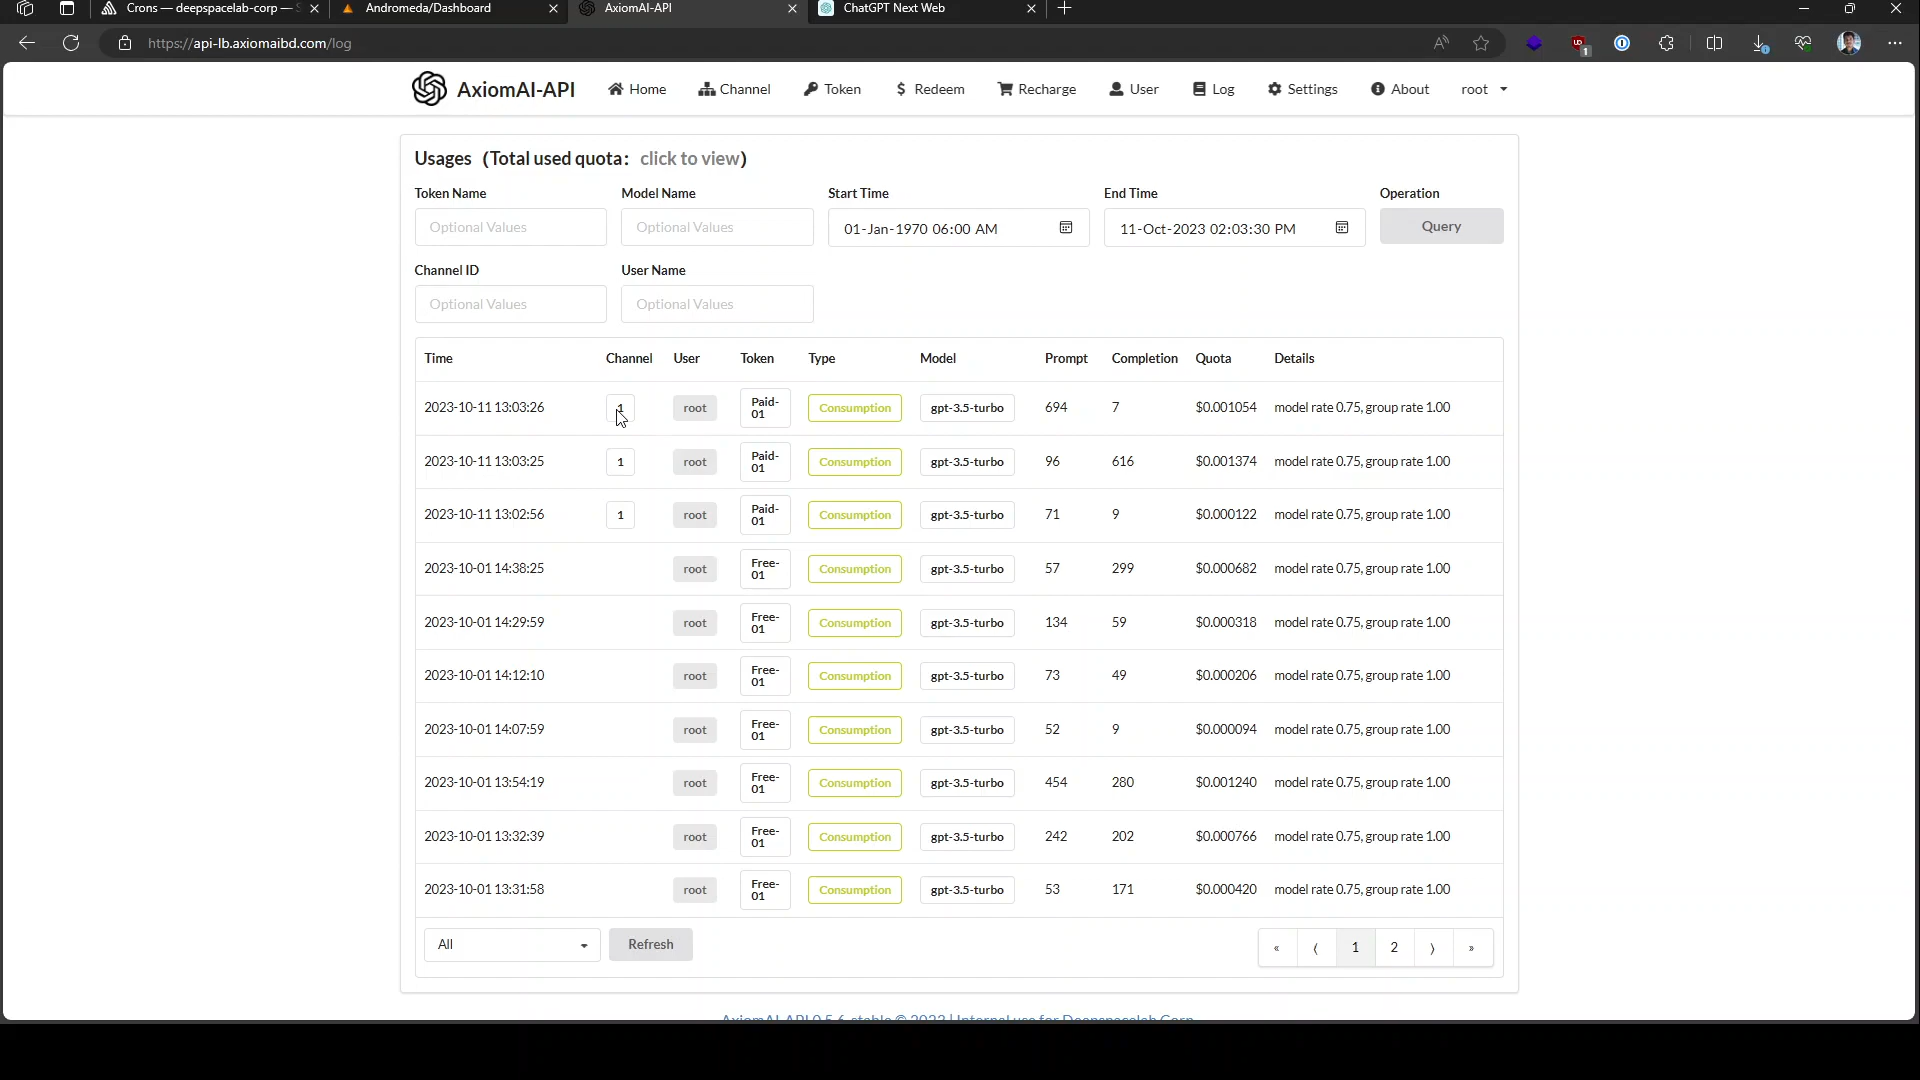 Crons — deepspacelab-corp —
Andromeda/Dashboard
AxiomAI-API
ChatGPT Next Web
https://api-lb.axiomaibd.com/log
1
AxiomAI-API
Home
Channel
Token
Redeem
Recharge
User
Log
Settings
About
root
Usages (Total used quota: click to view)
Token Name Model Name Start Time End Time Operation
Optional Values Optional Values 01-Jan-1970 06:00 AM 11-Oct-2023 02:03:30 PM Query
Channel ID User Name
Optional Values Optional Values
Time Channel User Token Type Model Prompt Completion Quota Details
2023-10-11 13:03:26 1 root Paid-01 Consumption gpt-3.5-turbo 694 7 $0.001054 model rate 0.75, group rate 1.00
2023-10-11 13:03:25 1 root Paid-01 Consumption gpt-3.5-turbo 96 616 $0.001374 model rate 0.75, group rate 1.00
2023-10-11 13:02:56 1 root Paid-01 Consumption gpt-3.5-turbo 71 9 $0.000122 model rate 0.75, group rate 1.00
2023-10-01 14:38:25 root Free-01 Consumption gpt-3.5-turbo 57 299 $0.000682 model rate 0.75, group rate 1.00
2023-10-01 14:29:59 root Free-01 Consumption gpt-3.5-turbo 134 59 $0.000318 model rate 0.75, group rate 1.00
2023-10-01 14:12:10 root Free-01 Consumption gpt-3.5-turbo 73 49 $0.000206 model rate 0.75, group rate 1.00
2023-10-01 14:07:59 root Free-01 Consumption gpt-3.5-turbo 52 9 $0.000094 model rate 0.75, group rate 1.00
2023-10-01 13:54:19 root Free-01 Consumption gpt-3.5-turbo 454 280 $0.001240 model rate 0.75, group rate 1.00
2023-10-01 13:32:39 root Free-01 Consumption gpt-3.5-turbo 242 202 $0.000766 model rate 0.75, group rate 1.00
2023-10-01 13:31:58 root Free-01 Consumption gpt-3.5-turbo 53 171 $0.000420 model rate 0.75, group rate 1.00
All Refresh « ⟨ 1 2 ⟩ »
AxiomAI-API 0.5.6-stable © 2023 | Internal use for Deepspacelab Corp